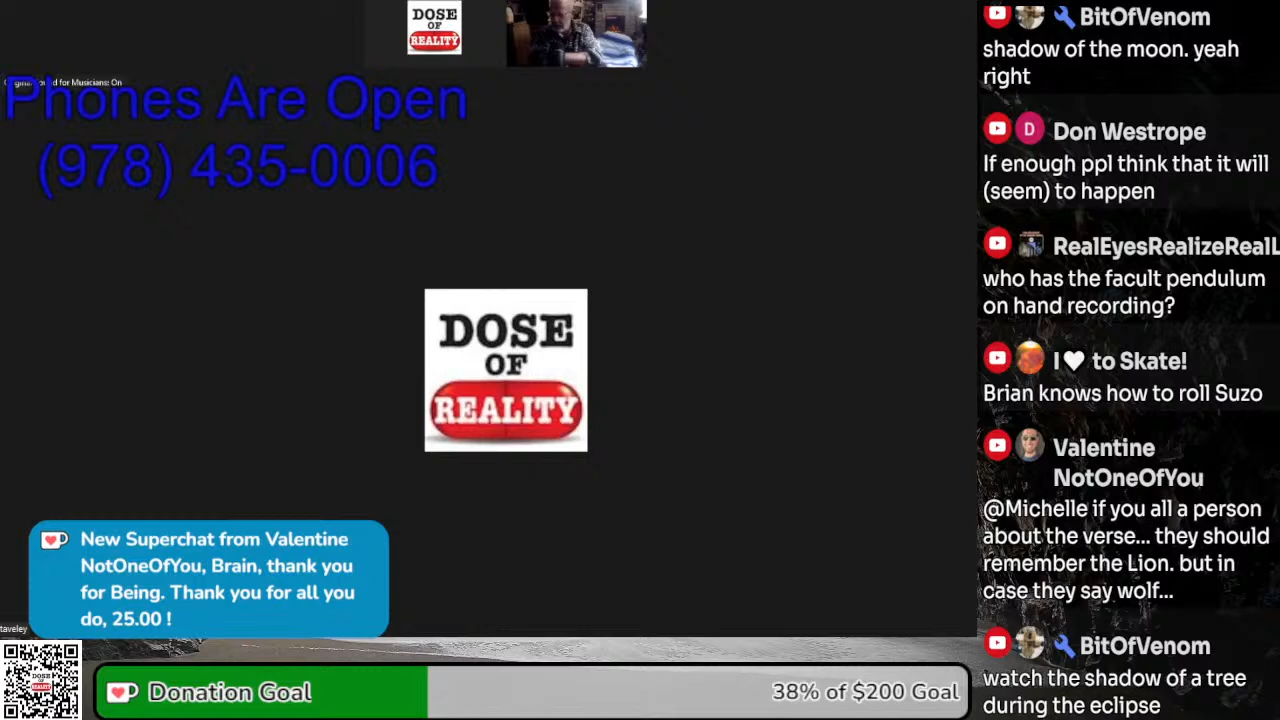 DOSE
OF
REALITY
Phones Are Open
(978) 435-0006
DOSE
OF
REALITY
New Superchat from Valentine
NotOneOfYou, Brain, thank you
for Being. Thank you for all you
do, 25.00 !
taveley
Donation Goal
38% of $200 Goal
BitOfVenom
shadow of the moon. yeah
right
D
Don Westrope
If enough ppl think that it will
(seem) to happen
RealEyesRealizeRealL
who has the facult pendulum
on hand recording?
I ♥ to Skate!
Brian knows how to roll Suzo
Valentine
NotOneOfYou
@Michelle if you all a person
about the verse... they should
remember the Lion. but in
case they say wolf...
BitOfVenom
watch the shadow of a tree
during the eclipse